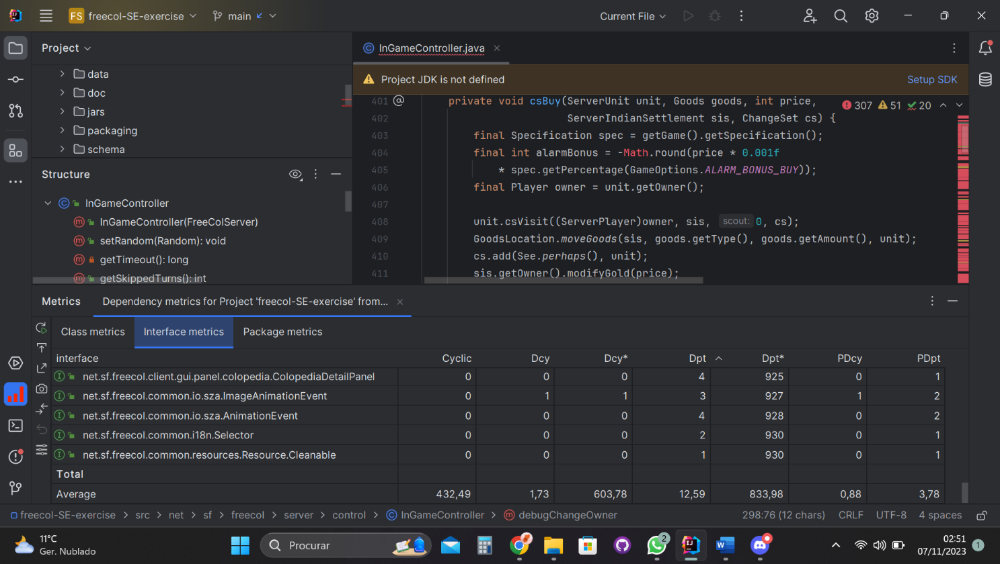 FS freecol-SE-exercise main Current File
Project
data
doc
jars
packaging
schema
Structure
InGameController
InGameController(FreeColServer)
setRandom(Random): void
getTimeout(): long
getSkippedTurns(): int
InGameController.java
Project JDK is not defined Setup SDK
307 51 20
401 @ private void csBuy(ServerUnit unit, Goods goods, int price,
402 ServerIndianSettlement sis, ChangeSet cs) {
403 final Specification spec = getGame().getSpecification();
404 final int alarmBonus = -Math.round(price * 0.001f
405 * spec.getPercentage(GameOptions.ALARM_BONUS_BUY));
406 final Player owner = unit.getOwner();
407
408 unit.csVisit((ServerPlayer)owner, sis, scout: 0, cs);
409 GoodsLocation.moveGoods(sis, goods.getType(), goods.getAmount(), unit);
410 cs.add(See.perhaps(), unit);
411 sis.getOwner().modifyGold(price);
Metrics Dependency metrics for Project 'freecol-SE-exercise' from...
Class metrics Interface metrics Package metrics
interface Cyclic Dcy Dcy* Dpt Dpt* PDcy PDpt
net.sf.freecol.client.gui.panel.colopedia.ColopediaDetailPanel 0 0 0 4 925 0 1
net.sf.freecol.common.io.sza.ImageAnimationEvent 0 1 1 3 927 1 2
net.sf.freecol.common.io.sza.AnimationEvent 0 0 0 4 928 0 2
net.sf.freecol.common.i18n.Selector 0 0 0 2 930 0 1
net.sf.freecol.common.resources.Resource.Cleanable 0 0 0 1 930 0 1
Total
Average 432,49 1,73 603,78 12,59 833,98 0,88 3,78
freecol-SE-exercise > src > net > sf > freecol > server > control > InGameController > debugChangeOwner 298:76 (12 chars) CRLF UTF-8 4 spaces
11°C
Ger. Nublado
Procurar
2
02:51
07/11/2023
1